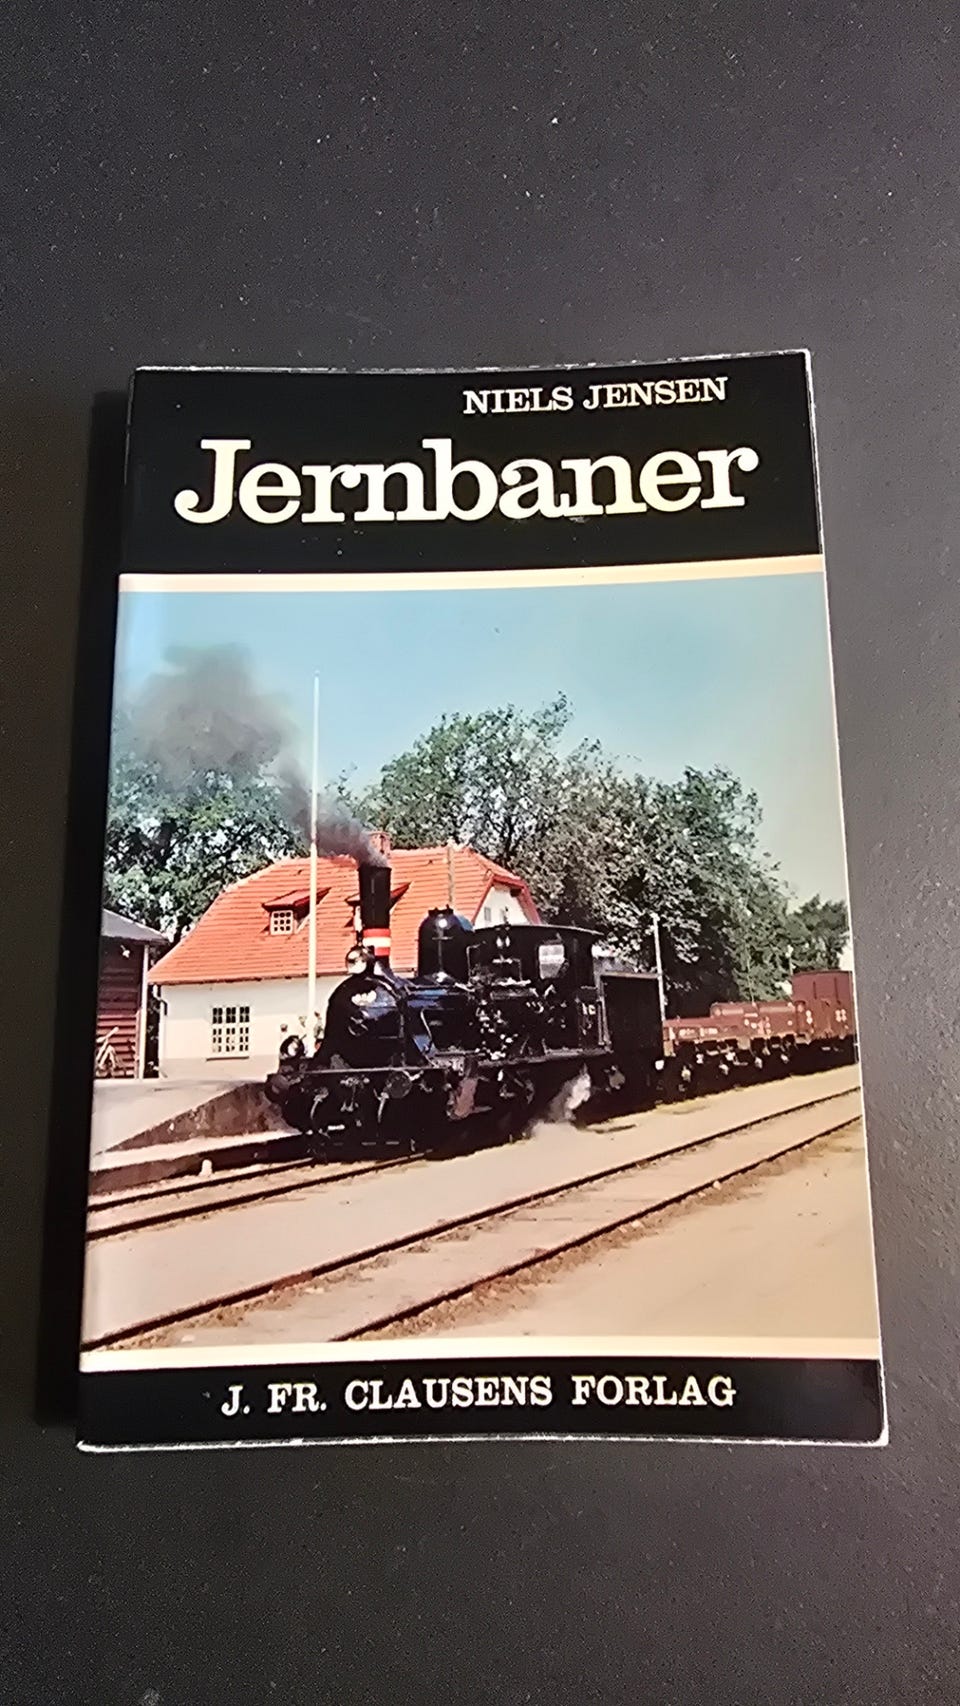 NIELS JENSEN
Jernbaner
J. FR. CLAUSENS FORLAG